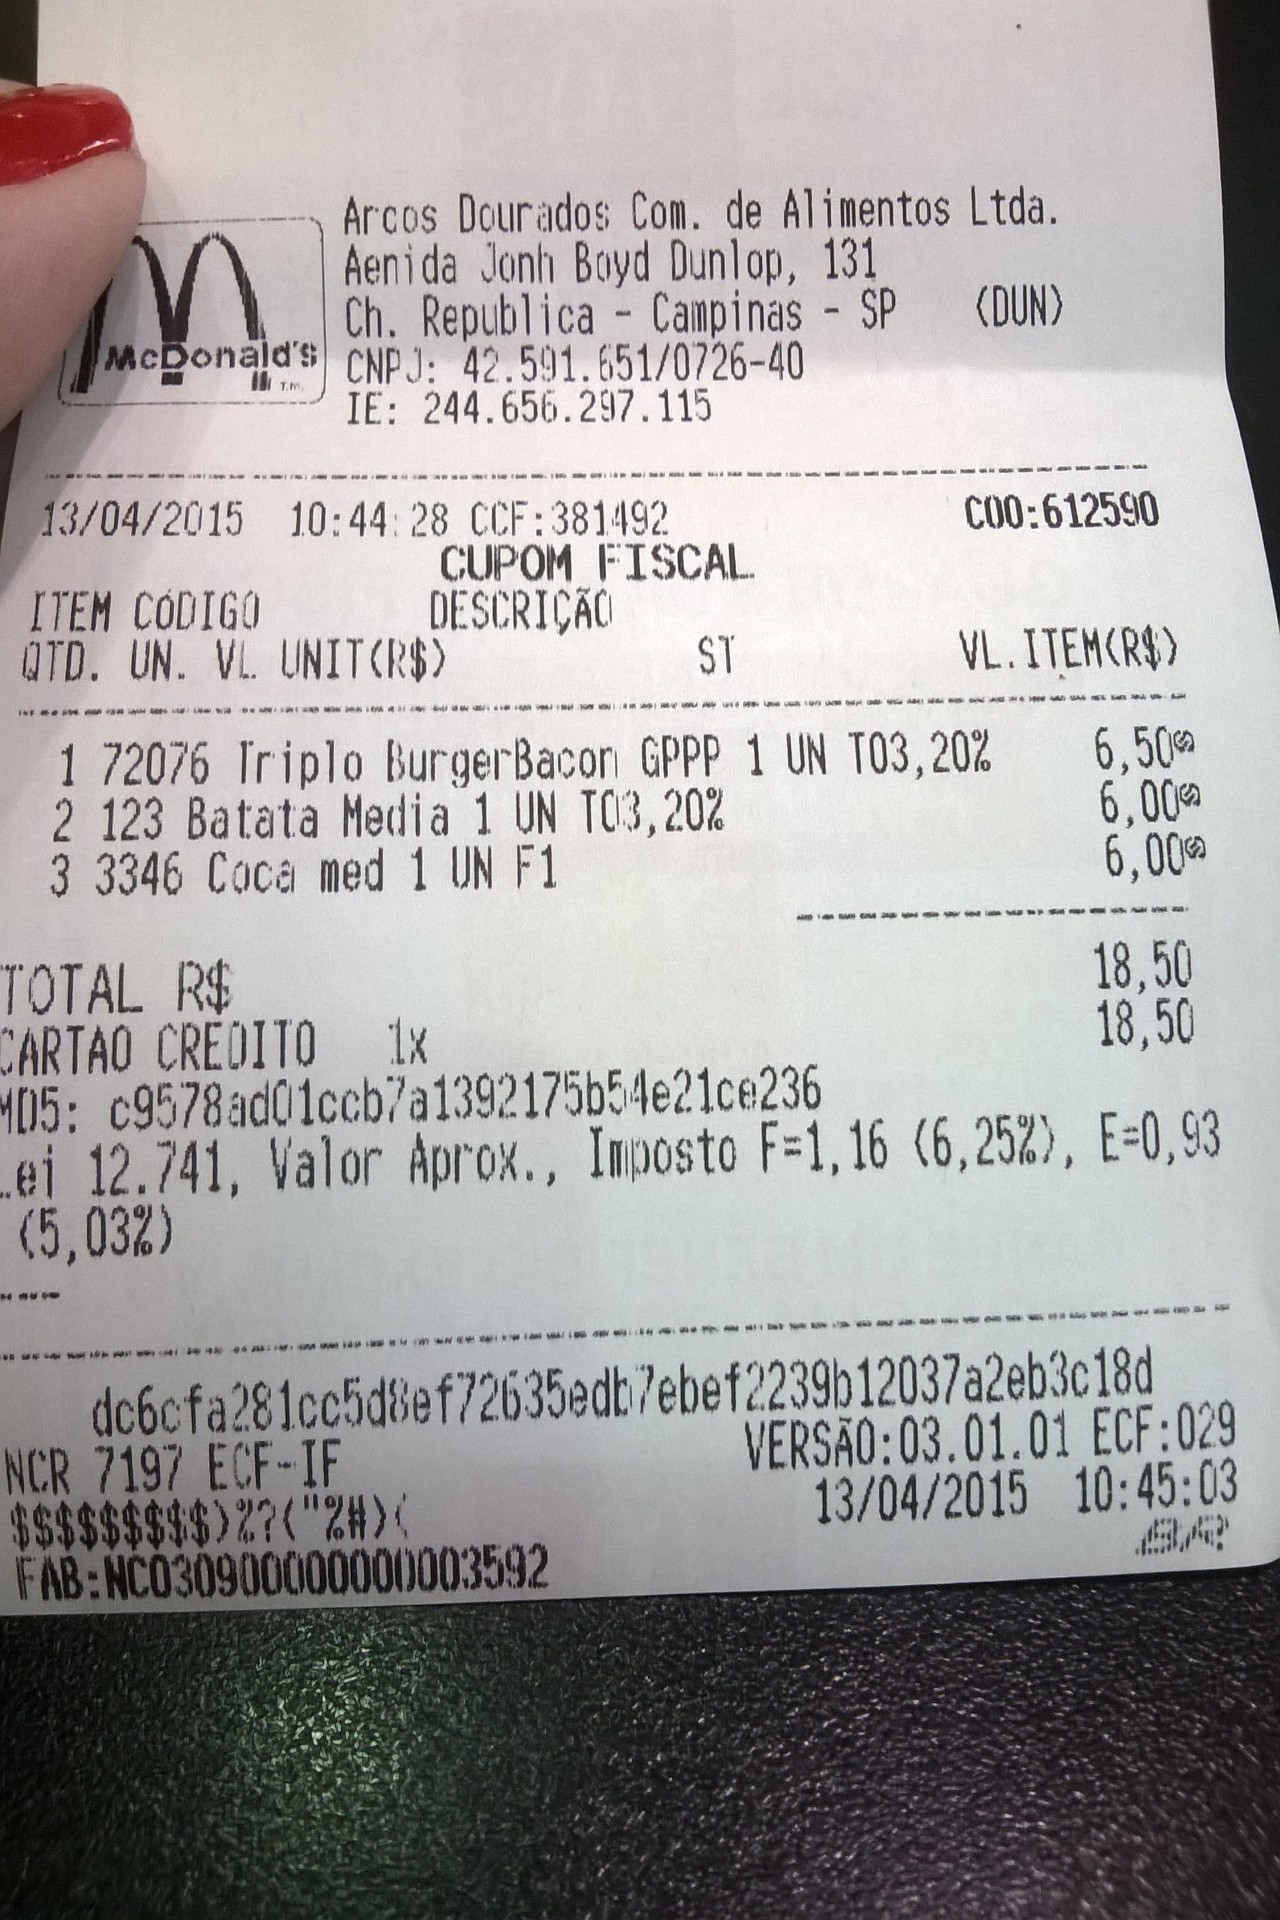 Arcos Dourados Com. de Alimentos Ltda.
Aenida Jonh Boyd Dunlop, 131
Ch. Republica - Campinas - SP (DUN)
McDonald's T.M.
CNPJ: 42.591.651/0726-40
IE: 244.656.297.115
13/04/2015 10:44:28 CCF:381492 COO:612590
CUPOM FISCAL
ITEM CÓDIGO DESCRIÇÃO
QTD. UN. VL UNIT(R$) ST VL.ITEM(R$)
1 72076 Triplo BurgerBacon GPPP 1 UN T03,20% 6,50
2 123 Batata Media 1 UN T03,20% 6,00
3 3346 Coca med 1 UN F1 6,00
TOTAL R$ 18,50
CARTAO CREDITO 1x 18,50
MD5: c9578ad01ccb7a1392175b54e21ce236
Lei 12.741, Valor Aprox., Imposto F=1,16 (6,25%), E=0,93
(5,03%)
dc6cfa281cc5d8ef72635edb7ebef2239b12037a2eb3c18d
NCR 7197 ECF-IF VERSÃO:03.01.01 ECF:029
$$$$$$$$$)%?("%#)( 13/04/2015 10:45:03
FAB:NC030900000000003592